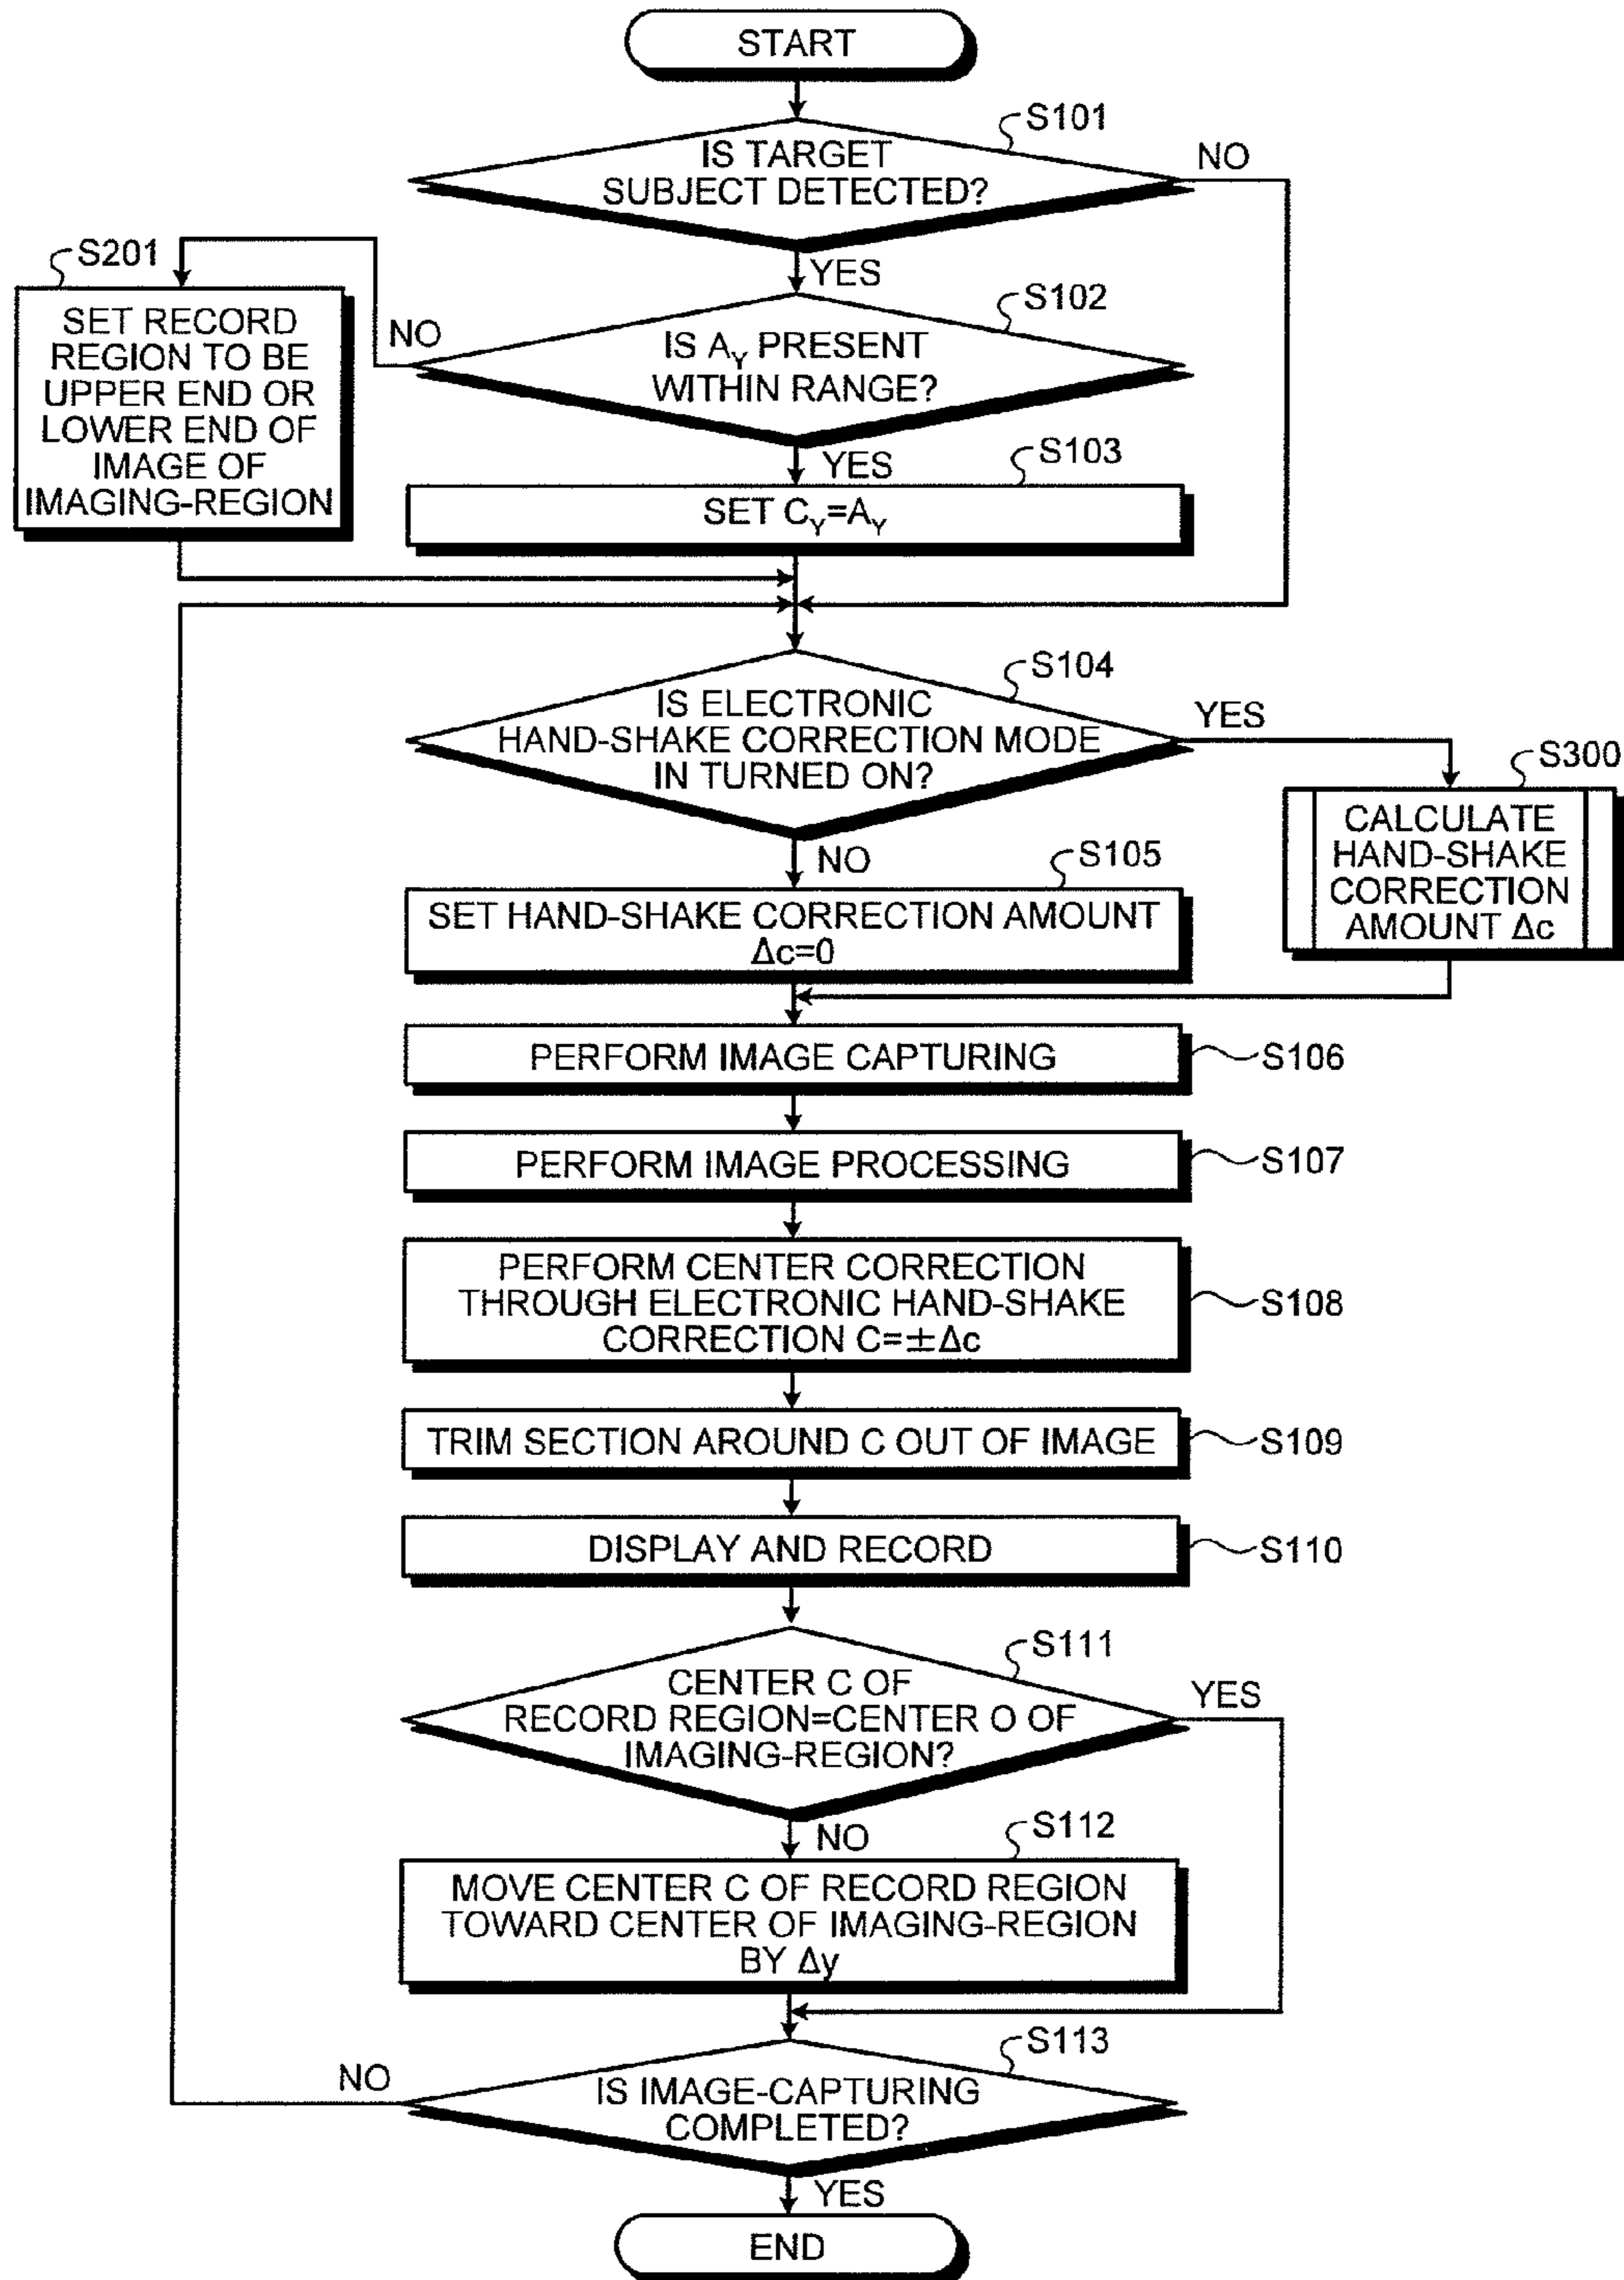 START
S101
IS TARGET
SUBJECT DETECTED?
NO
YES
S201
SET RECORD
REGION TO BE
UPPER END OR
LOWER END OF
IMAGE OF
IMAGING-REGION
NO
S102
IS AY PRESENT
WITHIN RANGE?
YES
S103
SET CY=AY
S104
IS ELECTRONIC
HAND-SHAKE CORRECTION MODE
IN TURNED ON?
YES
S300
CALCULATE
HAND-SHAKE
CORRECTION
AMOUNT Δc
NO
S105
SET HAND-SHAKE CORRECTION AMOUNT
Δc=0
PERFORM IMAGE CAPTURING
S106
PERFORM IMAGE PROCESSING
S107
PERFORM CENTER CORRECTION
THROUGH ELECTRONIC HAND-SHAKE
CORRECTION C=±Δc
S108
TRIM SECTION AROUND C OUT OF IMAGE
S109
DISPLAY AND RECORD
S110
S111
CENTER C OF
RECORD REGION=CENTER O OF
IMAGING-REGION?
YES
NO
S112
MOVE CENTER C OF RECORD REGION
TOWARD CENTER OF IMAGING-REGION
BY Δy
S113
NO
IS IMAGE-CAPTURING
COMPLETED?
YES
END